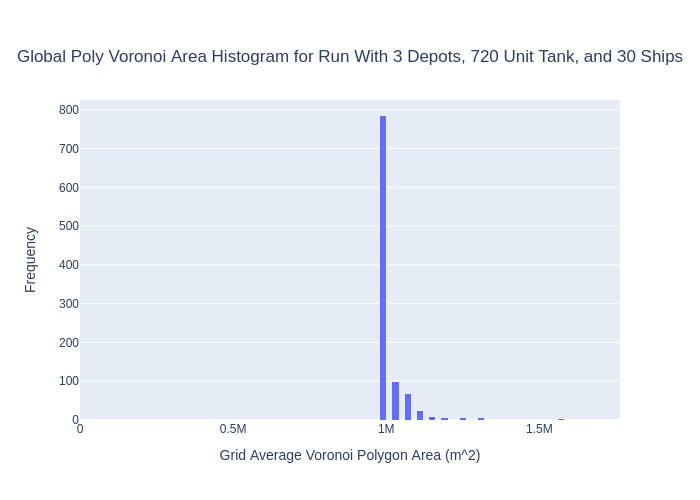 Global Poly Voronoi Area Histogram for Run With 3 Depots, 720 Unit Tank, and 30 Ships
800
700
600
500
400
300
200
100
0
Frequency
0 0.5M 1M 1.5M
Grid Average Voronoi Polygon Area (m^2)